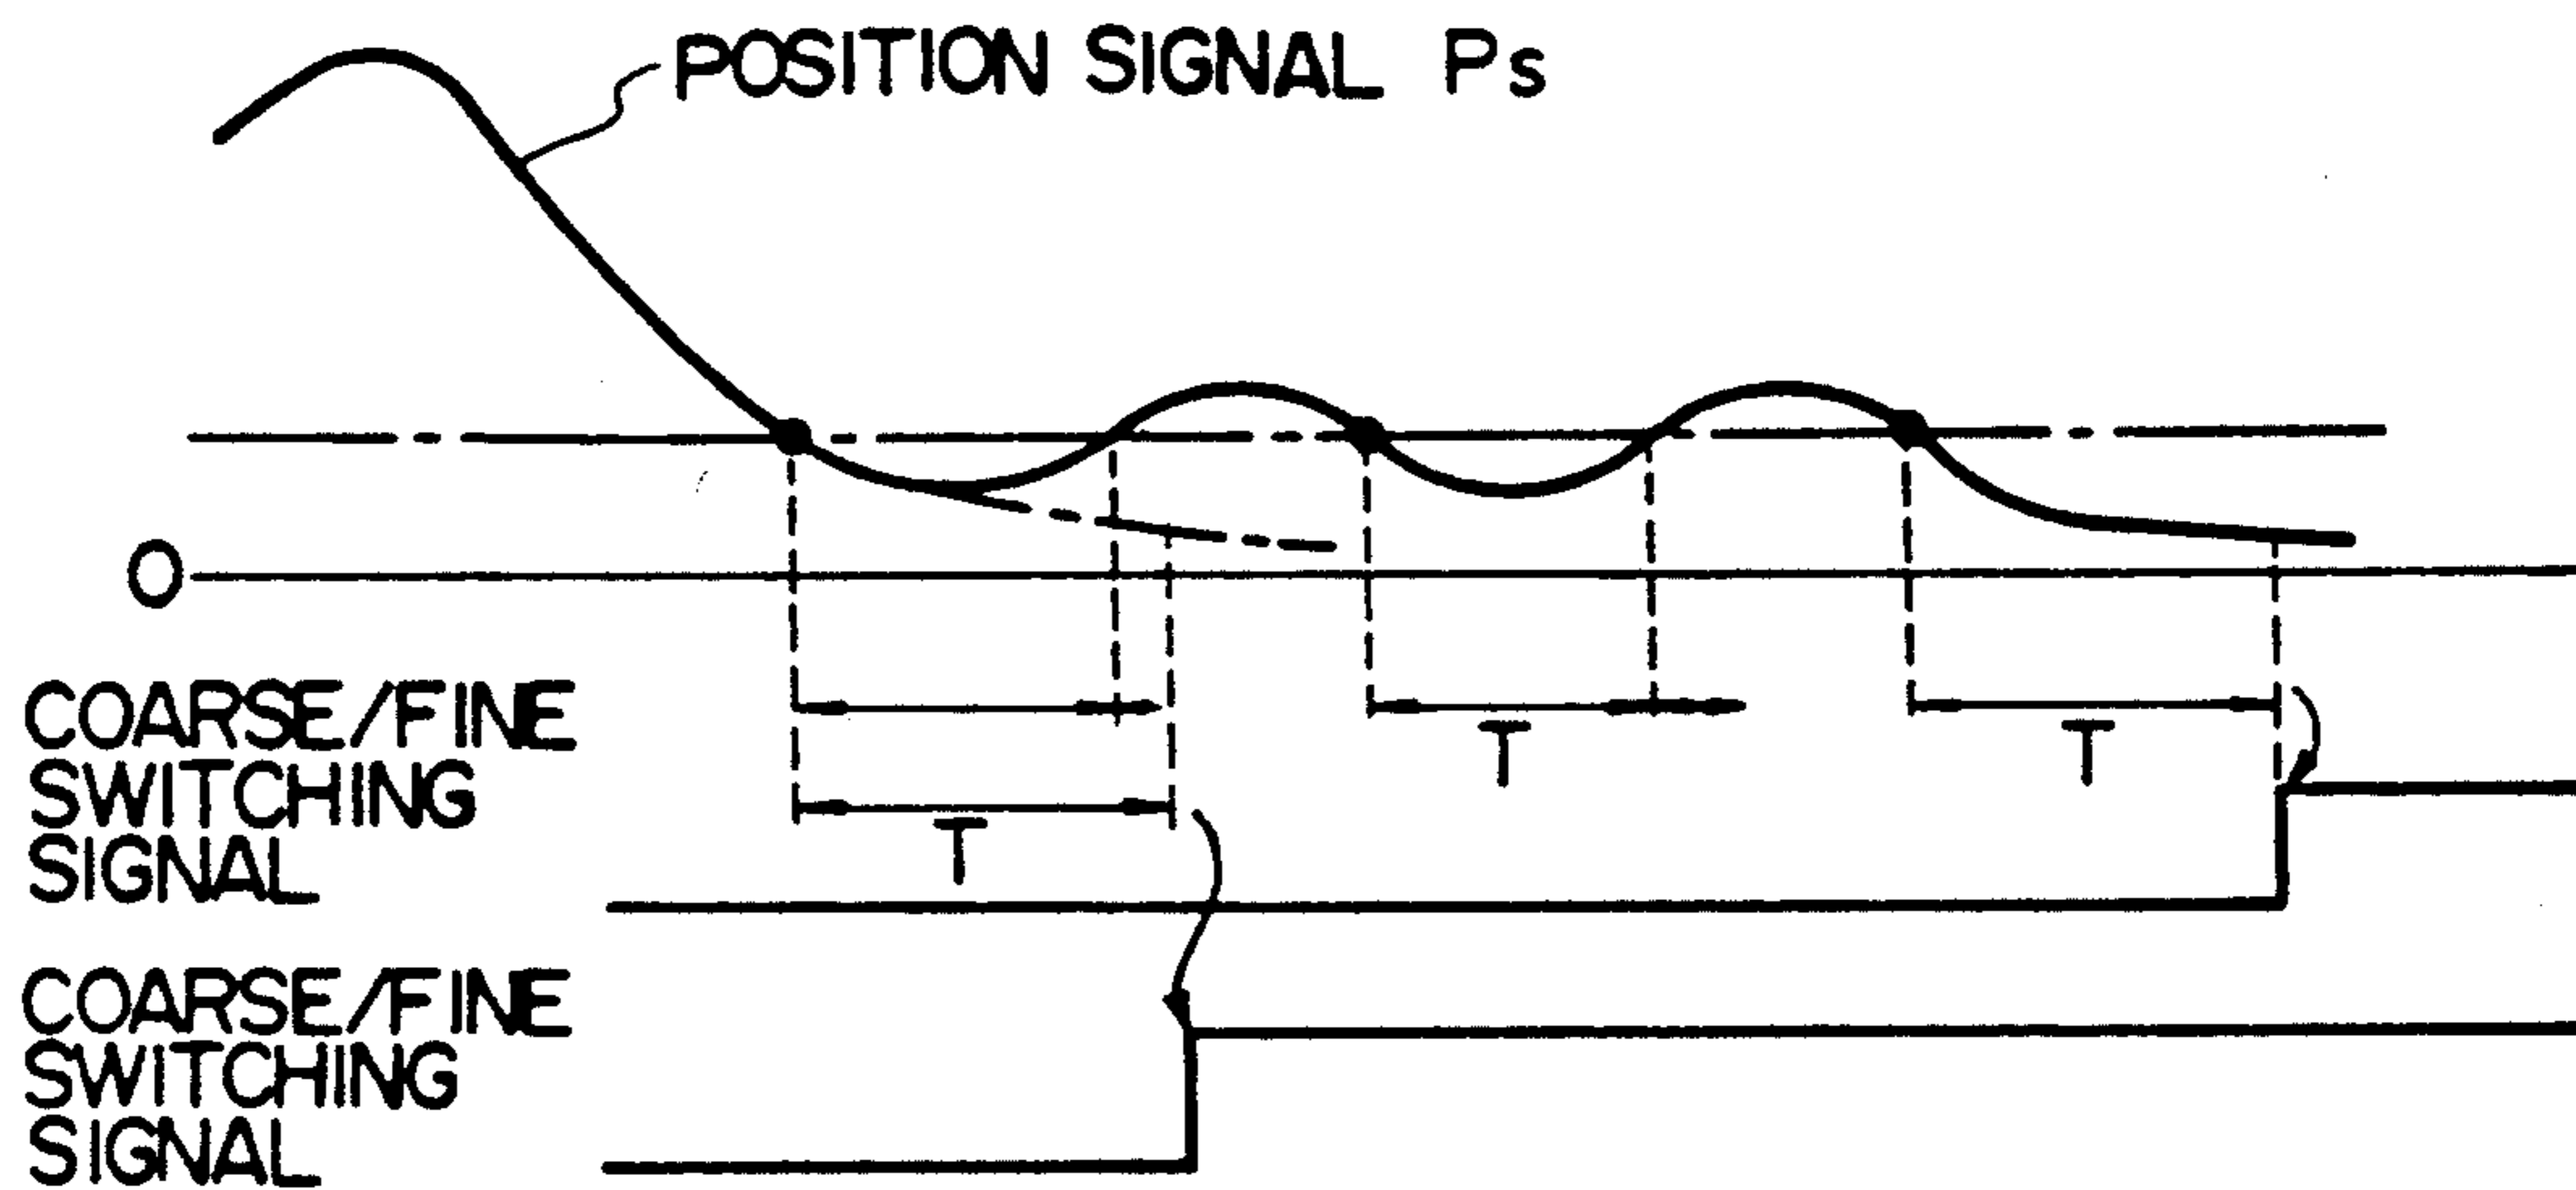 POSITION SIGNAL Ps
O
COARSE/FINE
SWITCHING
SIGNAL
T
T
T
COARSE/FINE
SWITCHING
SIGNAL